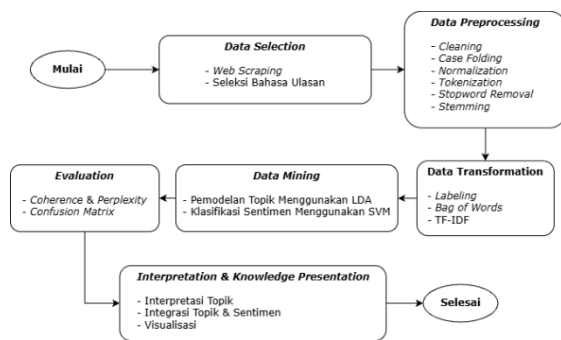 Mulai
Data Selection
- Web Scraping
- Seleksi Bahasa Ulasan
Data Preprocessing
- Cleaning
- Case Folding
- Normalization
- Tokenization
- Stopword Removal
- Stemming
Data Transformation
- Labeling
- Bag of Words
- TF-IDF
Data Mining
- Pemodelan Topik Menggunakan LDA
- Klasifikasi Sentimen Menggunakan SVM
Evaluation
- Coherence & Perplexity
- Confusion Matrix
Interpretation & Knowledge Presentation
- Interpretasi Topik
- Integrasi Topik & Sentimen
- Visualisasi
Selesai